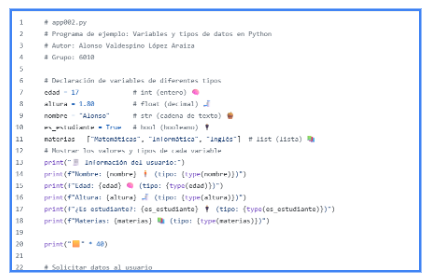 1 # app002.py
2 # Programa de ejemplo: Variables y tipos de datos en Python
3 # Autor: Alonso Valdespino López Araiza
4 # Grupo: 6010
5
6 # Declaración de variables de diferentes tipos
7 edad = 17 # int (entero) 🧠
8 altura = 1.80 # float (decimal) 📏
9 nombre = "Alonso" # str (cadena de texto)
10 es_estudiante = True # bool (booleano)
11 materias = ["Matemáticas", "Informática", "Inglés"] # list (lista) 📚
12 # Mostrar los valores y tipos de cada variable
13 print("🧾 Información del usuario:")
14 print(f"Nombre: {nombre} (tipo: {type(nombre)})")
15 print(f"Edad: {edad} 🧠 (tipo: {type(edad)})")
16 print(f"Altura: {altura} 📏 (tipo: {type(altura)})")
17 print(f"¿Es estudiante?: {es_estudiante} (tipo: {type(es_estudiante)})")
18 print(f"Materias: {materias} 📚 (tipo: {type(materias)})")
19
20 print("🟧" * 40)
21
22 # Solicitar datos al usuario